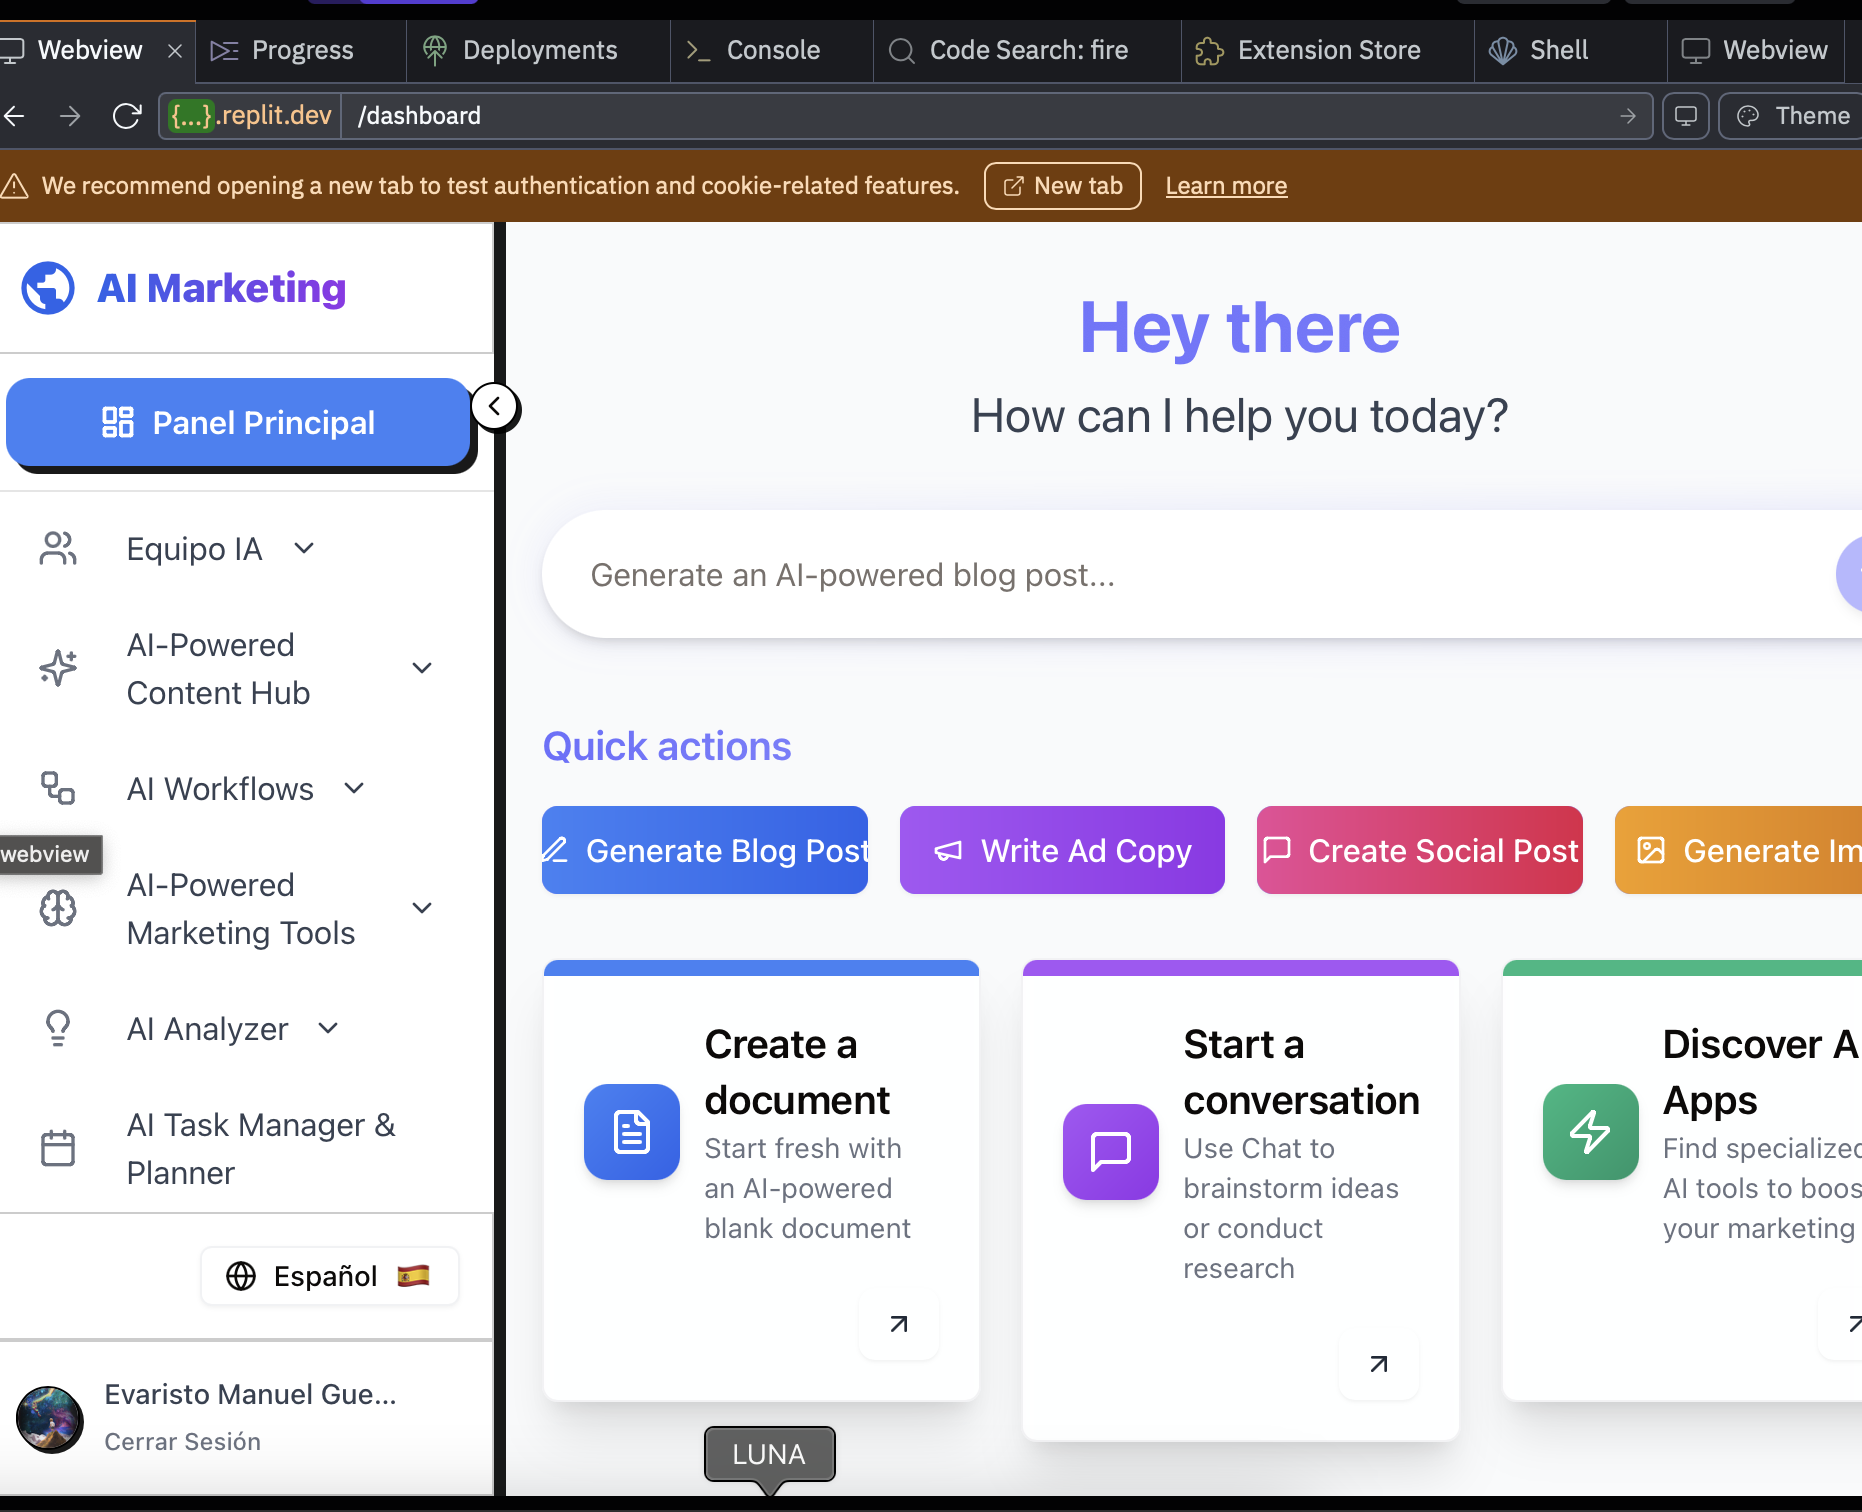 Webview
Progress
Deployments
Console
Code Search: fire
Extension Store
Shell
Webview
{...}.replit.dev
/dashboard
Theme
We recommend opening a new tab to test authentication and cookie-related features.
New tab
Learn more
AI Marketing
Panel Principal
Equipo IA
AI-Powered
Content Hub
AI Workflows
webview
AI-Powered
Marketing Tools
AI Analyzer
AI Task Manager &
Planner
Español
Evaristo Manuel Gue...
Cerrar Sesión
Hey there
How can I help you today?
Generate an AI-powered blog post...
Quick actions
Generate Blog Post
Write Ad Copy
Create Social Post
Generate Im
Create a
document
Start fresh with
an AI-powered
blank document
Start a
conversation
Use Chat to
brainstorm ideas
or conduct
research
Discover A
Apps
Find specialized
AI tools to boos
your marketing
LUNA